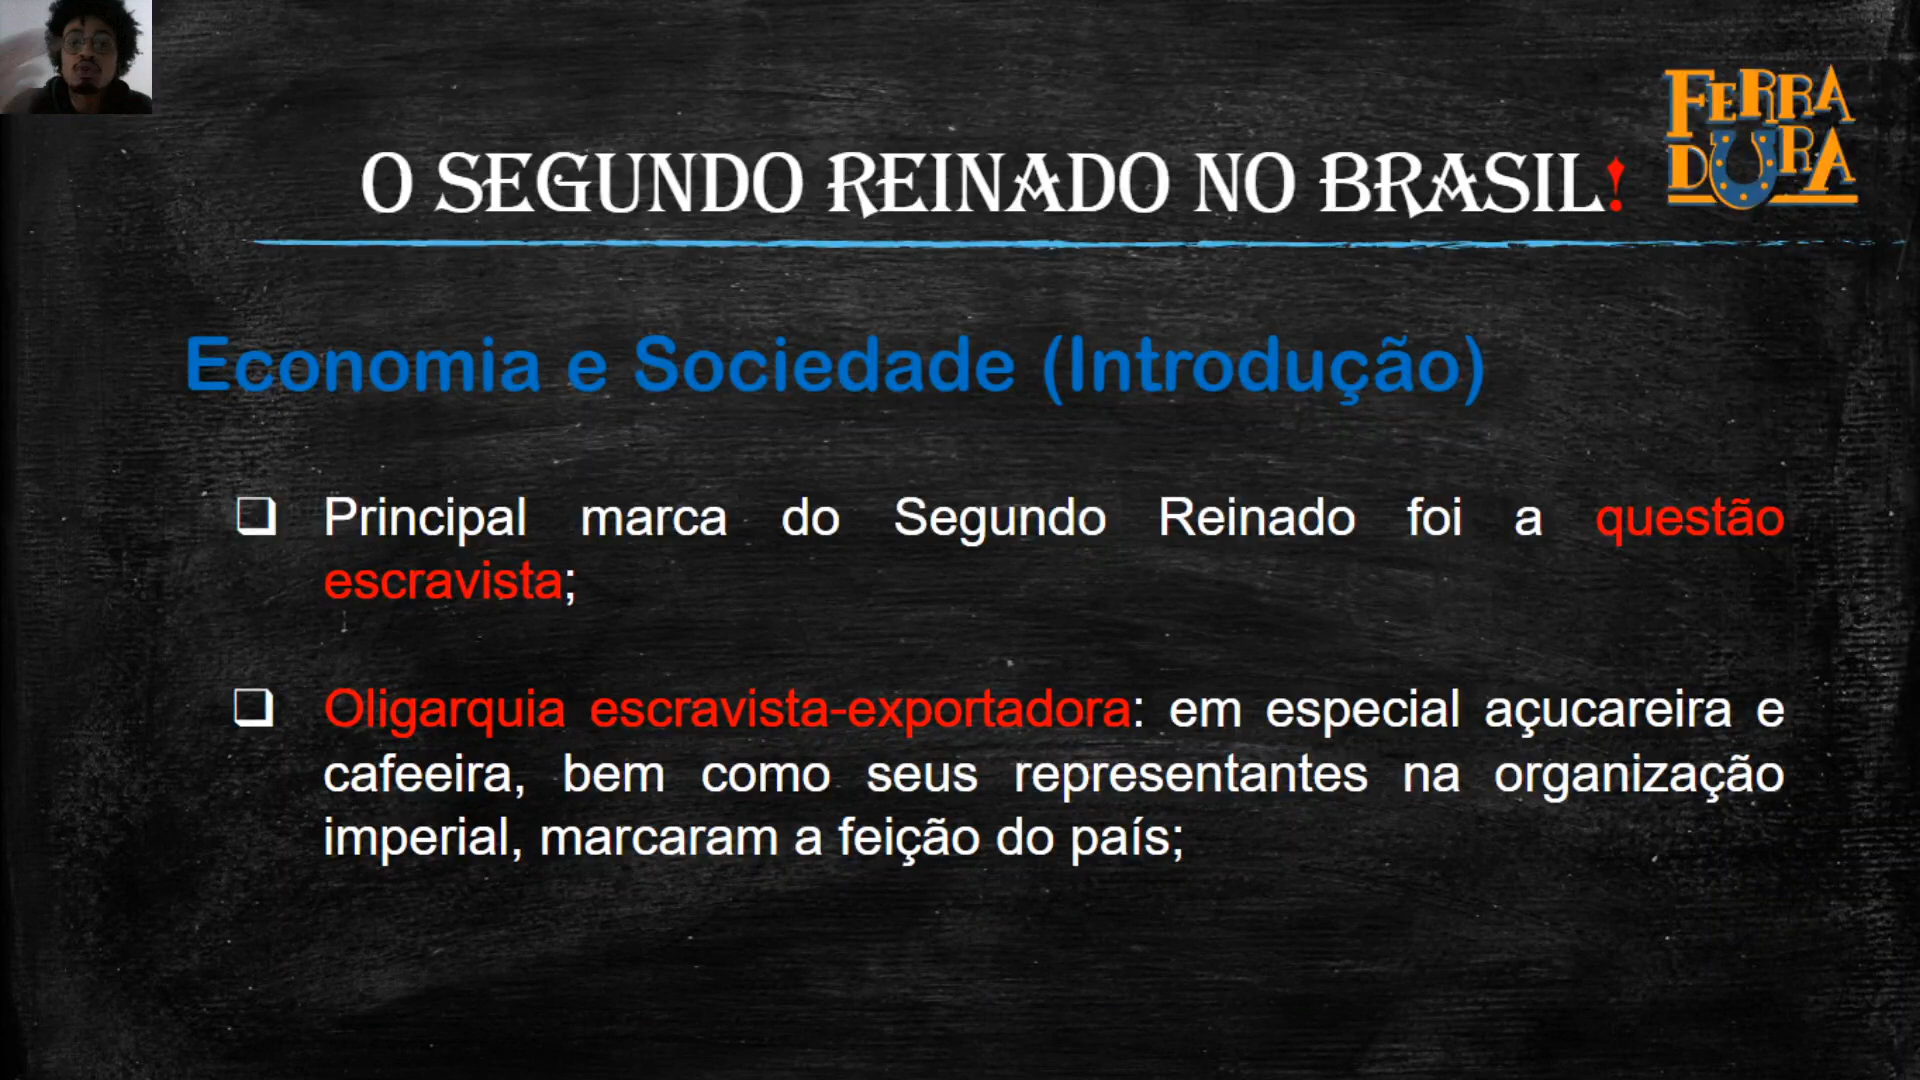 FERRA
DURA
O SEGUNDO REINADO NO BRASIL!
Economia e Sociedade (Introdução)
❑ Principal marca do Segundo Reinado foi a questão
escravista;
❑ Oligarquia escravista-exportadora: em especial açucareira e
cafeeira, bem como seus representantes na organização
imperial, marcaram a feição do país;